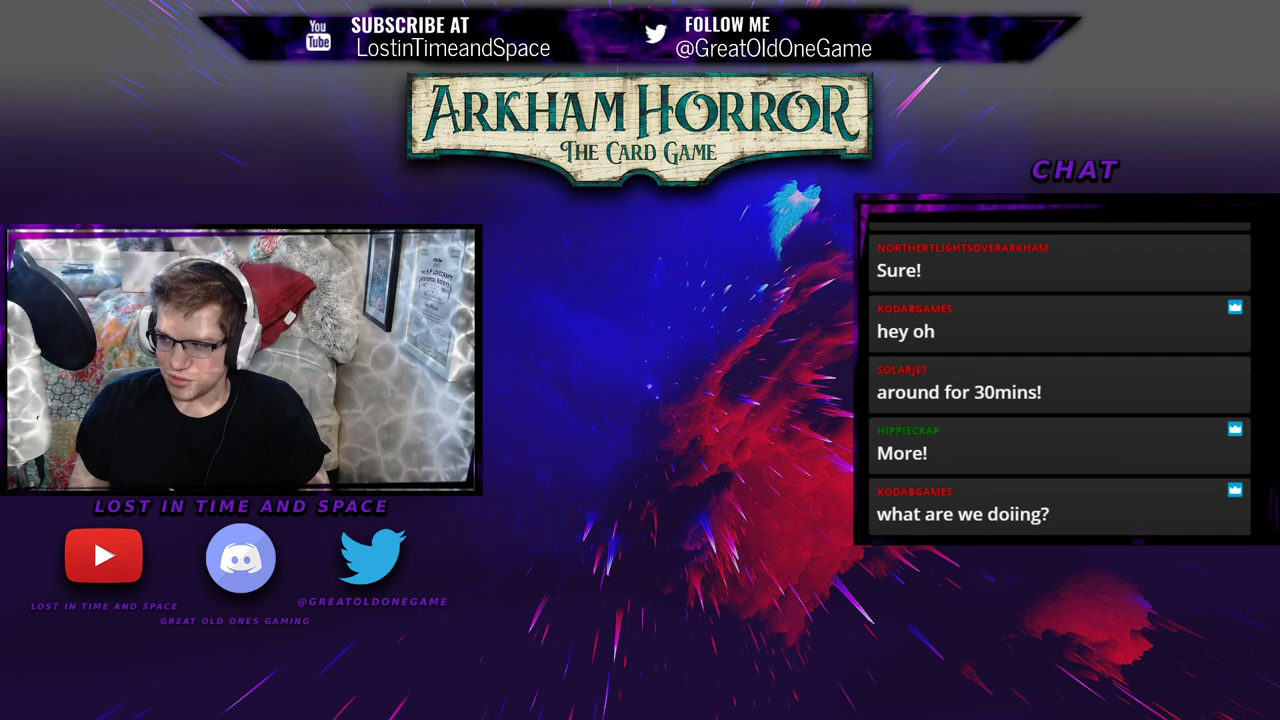 You
Tube
SUBSCRIBE AT
LostinTimeandSpace
FOLLOW ME
@GreatOldOneGame
ARKHAM HORROR®
THE CARD GAME
CHAT
NORTHERTLIGHTSOVERARKHAM
Sure!
KODABGAMES
hey oh
SOLARJET
around for 30mins!
HIPPIECRAP
More!
KODABGAMES
what are we doiing?
LOST IN TIME AND SPACE
LOST IN TIME AND SPACE
GREAT OLD ONES GAMING
@GREATOLDONEGAME